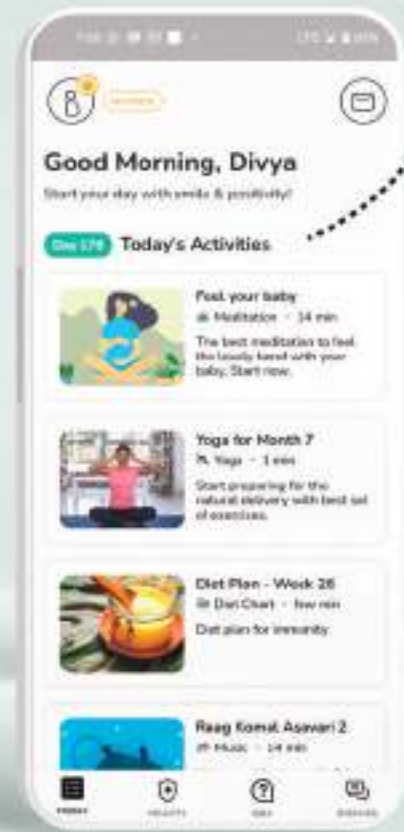 Good Morning, Divya
Start your day with smile & positivity!
Day 178 Today's Activities
Feel your baby
Meditation - 14 min
The best meditation to feel
the lovely bond with your
baby. Start now.
Yoga for Month 7
Yoga - 1 min
Start preparing for the
natural delivery with best set
of exercises.
Diet Plan - Week 26
Diet Chart - few min
Diet plan for immunity
Raag Komal Asavari 2
Music - 14 min